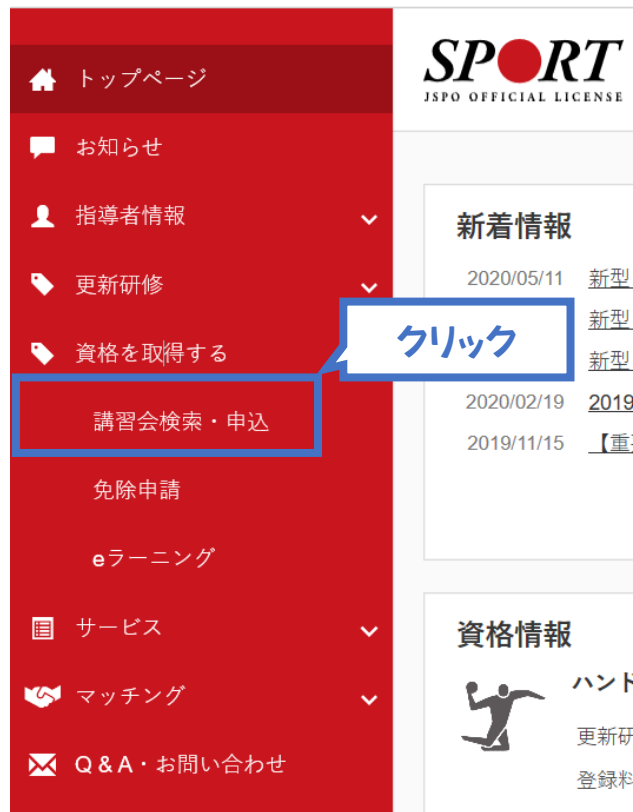 トップページ
お知らせ
指導者情報
更新研修
資格を取得する
講習会検索・申込
免除申請
eラーニング
サービス
マッチング
Q&A・お問い合わせ
クリック
SPORT
JSPO OFFICIAL LICENSE
新着情報
2020/05/11 新型
新型
新型
2020/02/19 2019
2019/11/15 【重
資格情報
ハンド
更新研
登録料